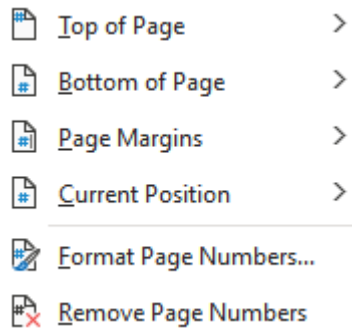 Top of Page
Bottom of Page
Page Margins
Current Position
Format Page Numbers...
Remove Page Numbers